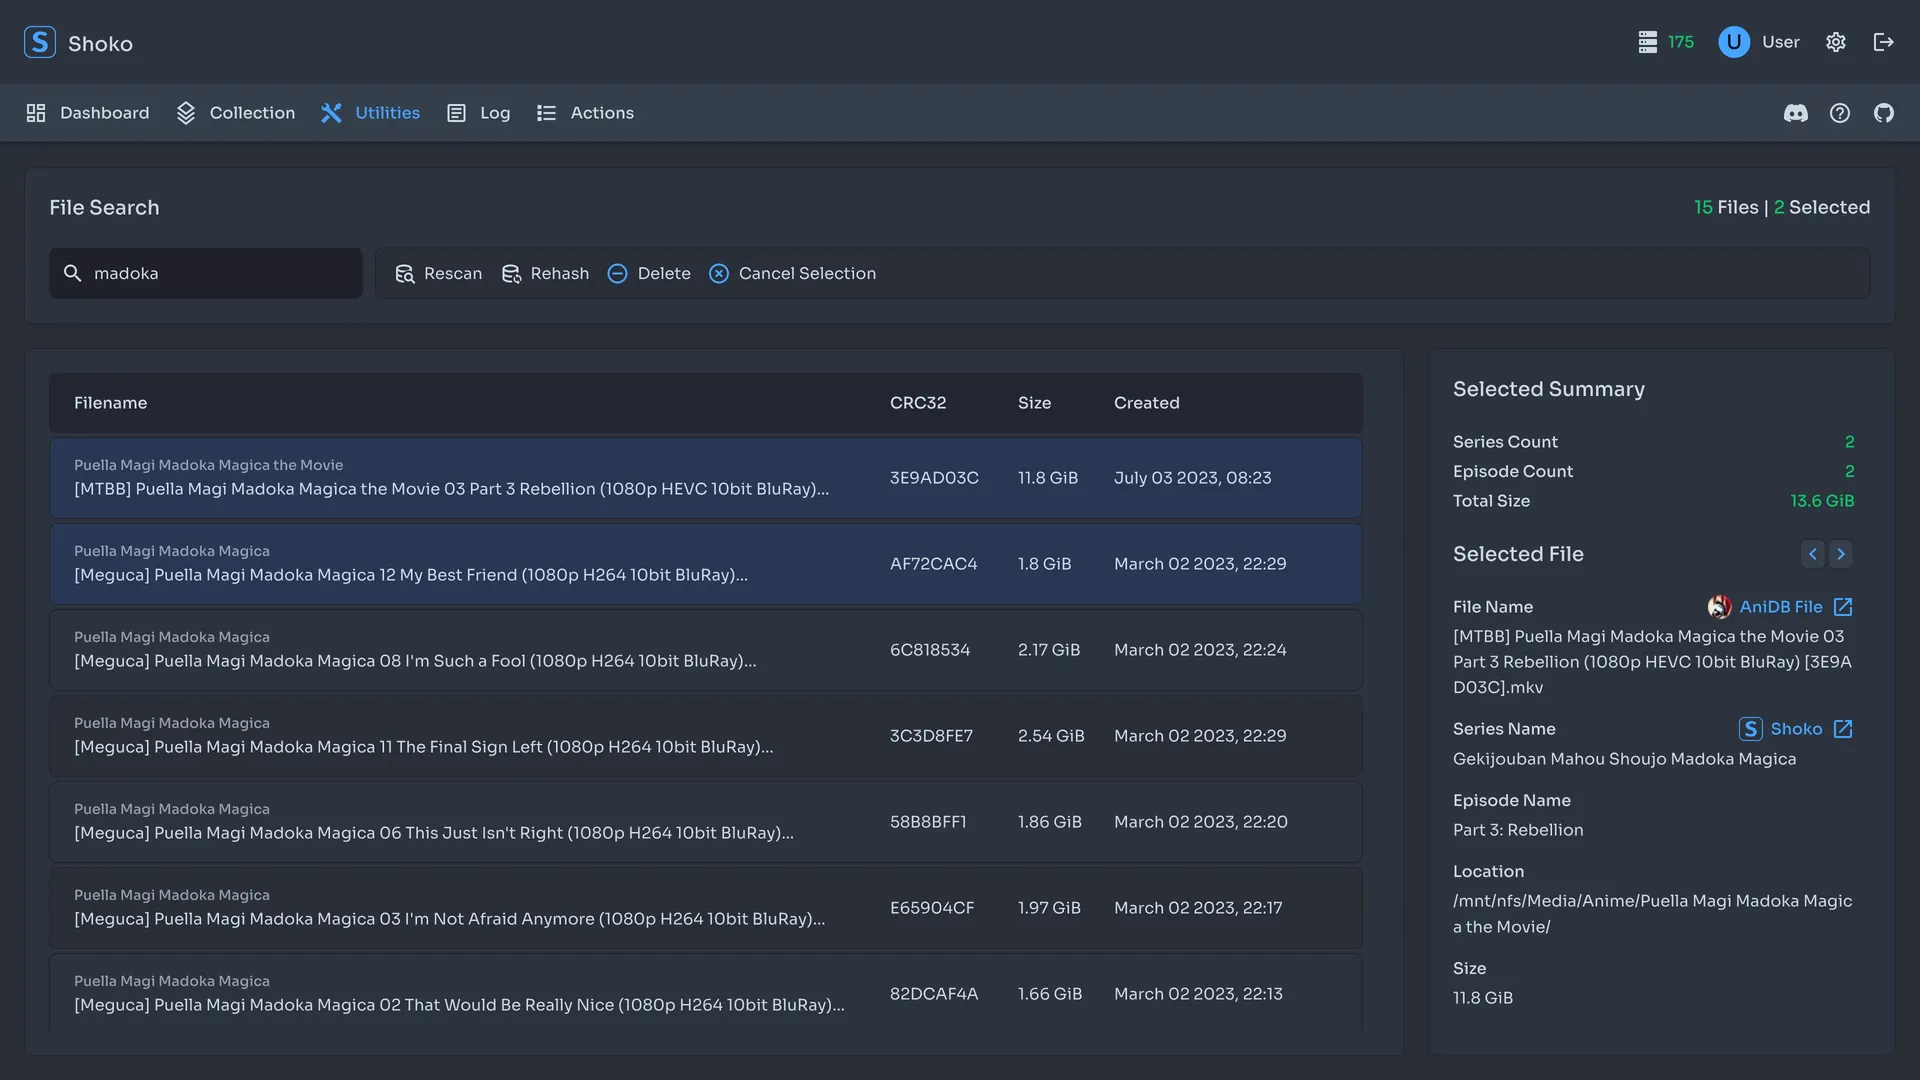 S Shoko
175
U User
Dashboard
Collection
Utilities
Log
Actions
File Search
15 Files | 2 Selected
madoka
Rescan
Rehash
Delete
Cancel Selection
Filename CRC32 Size Created
Puella Magi Madoka Magica the Movie
[MTBB] Puella Magi Madoka Magica the Movie 03 Part 3 Rebellion (1080p HEVC 10bit BluRay)... 3E9AD03C 11.8 GiB July 03 2023, 08:23
Puella Magi Madoka Magica
[Meguca] Puella Magi Madoka Magica 12 My Best Friend (1080p H264 10bit BluRay)... AF72CAC4 1.8 GiB March 02 2023, 22:29
Puella Magi Madoka Magica
[Meguca] Puella Magi Madoka Magica 08 I'm Such a Fool (1080p H264 10bit BluRay)... 6C818534 2.17 GiB March 02 2023, 22:24
Puella Magi Madoka Magica
[Meguca] Puella Magi Madoka Magica 11 The Final Sign Left (1080p H264 10bit BluRay)... 3C3D8FE7 2.54 GiB March 02 2023, 22:29
Puella Magi Madoka Magica
[Meguca] Puella Magi Madoka Magica 06 This Just Isn't Right (1080p H264 10bit BluRay)... 58B8BFF1 1.86 GiB March 02 2023, 22:20
Puella Magi Madoka Magica
[Meguca] Puella Magi Madoka Magica 03 I'm Not Afraid Anymore (1080p H264 10bit BluRay)... E65904CF 1.97 GiB March 02 2023, 22:17
Puella Magi Madoka Magica
[Meguca] Puella Magi Madoka Magica 02 That Would Be Really Nice (1080p H264 10bit BluRay)... 82DCAF4A 1.66 GiB March 02 2023, 22:13
Selected Summary
Series Count 2
Episode Count 2
Total Size 13.6 GiB
Selected File
File Name AniDB File
[MTBB] Puella Magi Madoka Magica the Movie 03
Part 3 Rebellion (1080p HEVC 10bit BluRay) [3E9A
D03C].mkv
Series Name S Shoko
Gekijouban Mahou Shoujo Madoka Magica
Episode Name
Part 3: Rebellion
Location
/mnt/nfs/Media/Anime/Puella Magi Madoka Magic
a the Movie/
Size
11.8 GiB